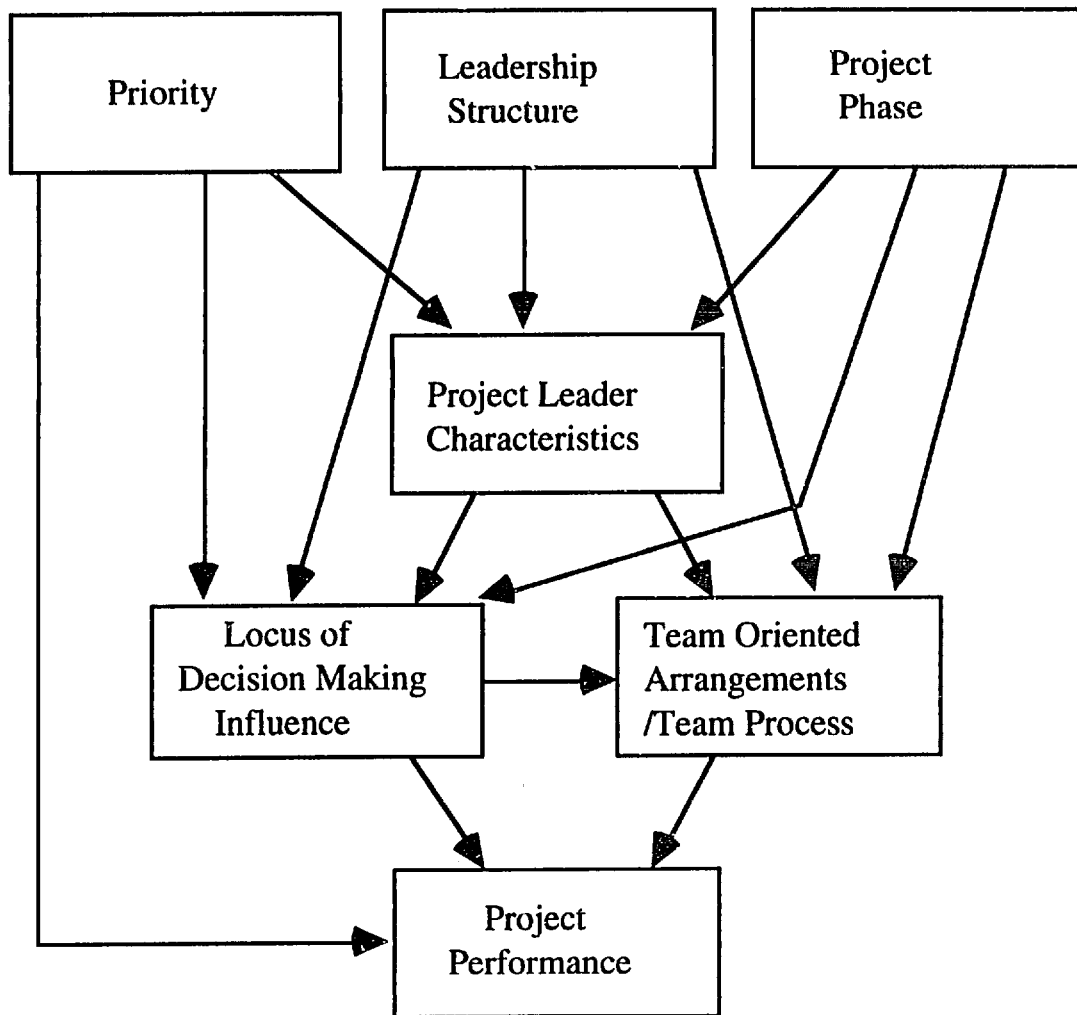 Priority
Leadership
Structure
Project
Phase
Project Leader
Characteristics
Locus of
Decision Making
Influence
Team Oriented
Arrangements
/Team Process
Project
Performance